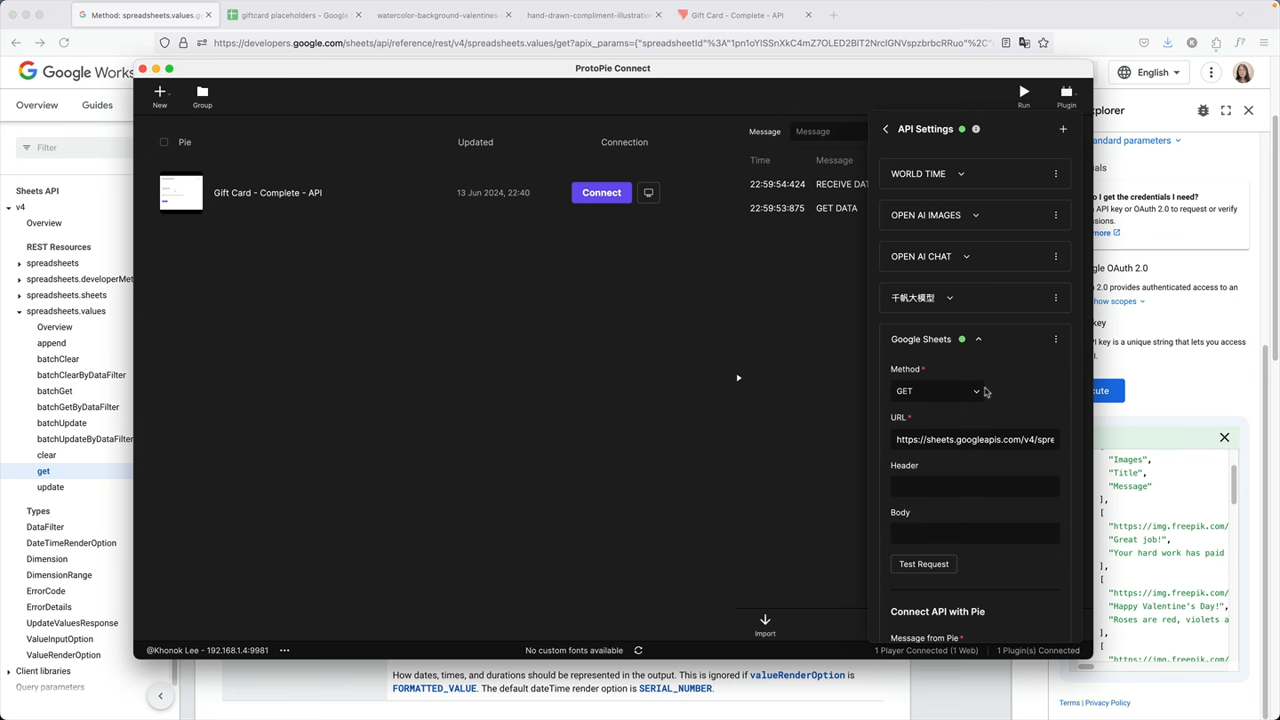 Method: spreadsheets.values.g
giftcard placeholders - Google
watercolor-background-valentines-
hand-drawn-compliment-illustratio
Gift Card - Complete - API
https://developers.google.com/sheets/api/reference/rest/v4/spreadsheets.values/get?apix_params={"spreadsheetId"%3A"1pn1oYISSnXkC4mZ7OLED2BIT2NrclGNVspzbrbcRRuo"%2C"
Google Works
English
Overview
Guides
Filter
Sheets API
v4
Overview
REST Resources
spreadsheets
spreadsheets.developerMet
spreadsheets.sheets
spreadsheets.values
Overview
append
batchClear
batchClearByDataFilter
batchGet
batchGetByDataFilter
batchUpdate
batchUpdateByDataFilter
clear
get
update
Types
DataFilter
DateTimeRenderOption
Dimension
DimensionRange
ErrorCode
ErrorDetails
UpdateValuesResponse
ValueInputOption
ValueRenderOption
Client libraries
Query parameters
ProtoPie Connect
New
Group
Run
Plugin
Pie
Updated
Connection
Gift Card - Complete - API
13 Jun 2024, 22:40
Connect
Message
Message
Time
Message
22:59:54:424
RECEIVE DA
22:59:53:875
GET DATA
Import
API Settings
WORLD TIME
OPEN AI IMAGES
OPEN AI CHAT
千帆大模型
Google Sheets
Method*
GET
URL*
https://sheets.googleapis.com/v4/spre
Header
Body
Test Request
Connect API with Pie
Message from Pie*
@Khonok Lee - 192.168.1.4:9981
No custom fonts available
1 Player Connected (1 Web)
1 Plugin(s) Connected
xplorer
andard parameters
ials
o I get the credentials I need?
API key or OAuth 2.0 to request or verify
ssions.
more
gle OAuth 2.0
2.0 provides authenticated access to an
how scopes
key
PI key is a unique string that lets you access
I.
cute
"Images",
"Title",
"Message"
],
[
"https://img.freepik.com/
"Great job!",
"Your hard work has paid
],
[
"https://img.freepik.com/
"Happy Valentine's Day!",
"Roses are red, violets a
],
[
"https://img.freepik.com/
Terms | Privacy Policy
How dates, times, and durations should be represented in the output. This is ignored if valueRenderOption is
FORMATTED_VALUE. The default dateTime render option is SERIAL_NUMBER.